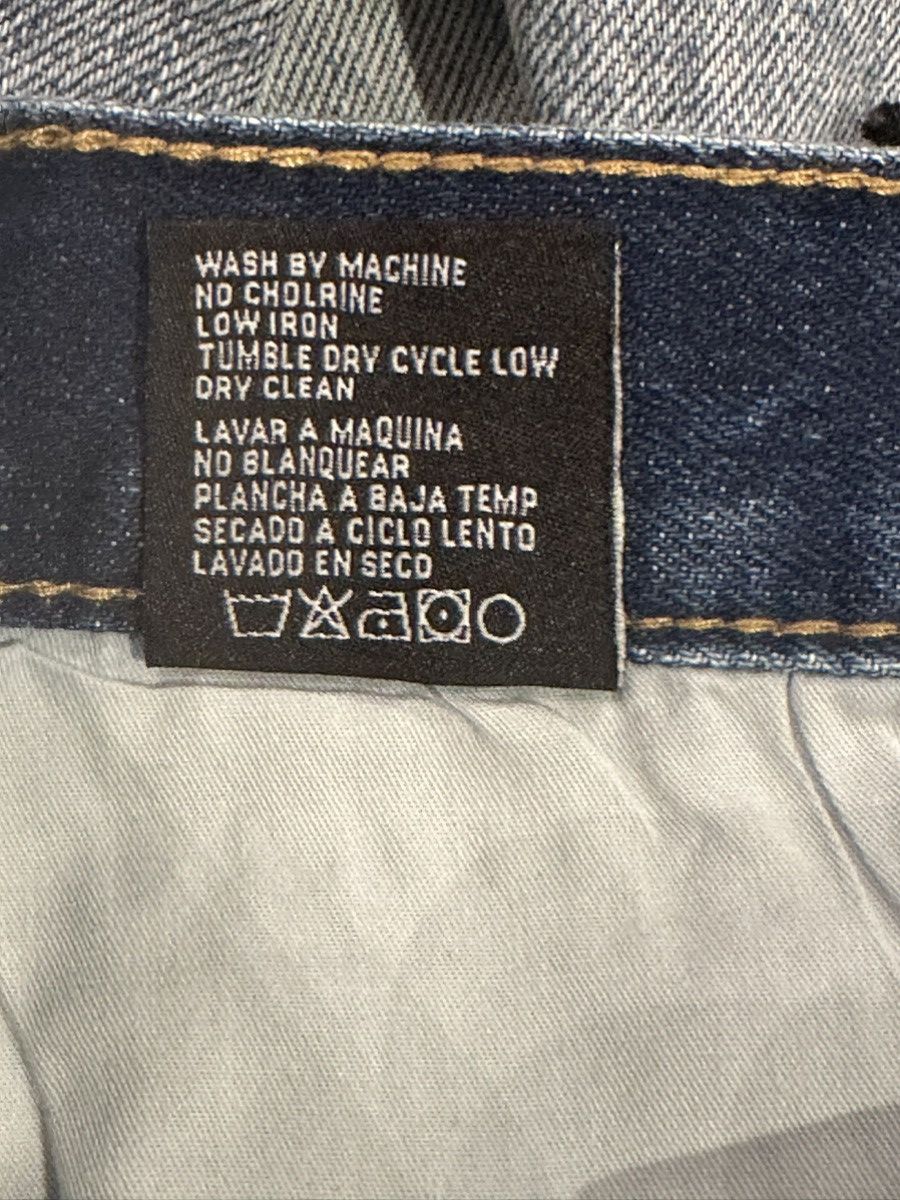 WASH BY MACHINE
NO CHOLRINE
LOW IRON
TUMBLE DRY CYCLE LOW
DRY CLEAN
LAVAR A MAQUINA
NO BLANQUEAR
PLANCHA A BAJA TEMP
SECADO A CICLO LENTO
LAVADO EN SECO